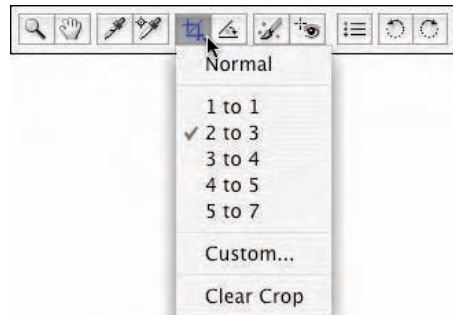 Normal
1 to 1
2 to 3
3 to 4
4 to 5
5 to 7
Custom...
Clear Crop